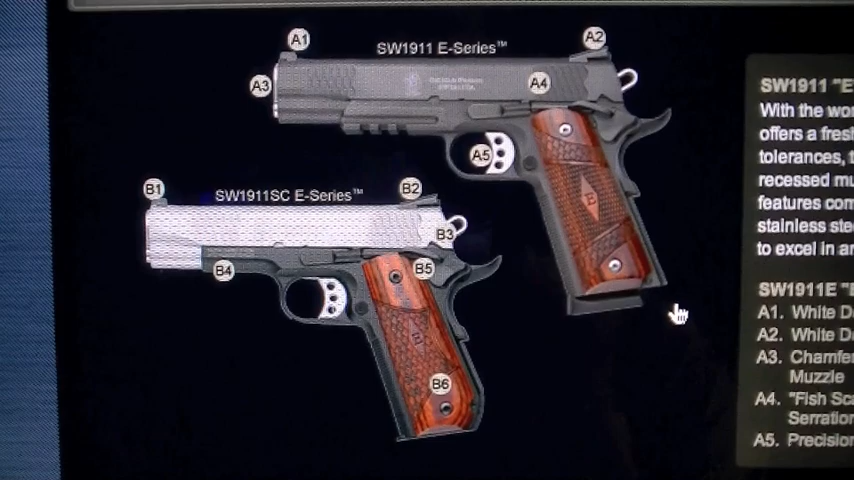 A1
SW1911 E-Series™
A2
A3
A4
A5
E
B1
SW1911SC E-Series™
B2
B3
B4
B5
B6
SW1911 "E
With the wor
offers a fresh
tolerances, t
recessed mu
features com
stainless stee
to excel in ar
SW1911E "E
A1. White D
A2. White D
A3. Chamfer
Muzzle
A4. "Fish Sca
Serration
A5. Precision